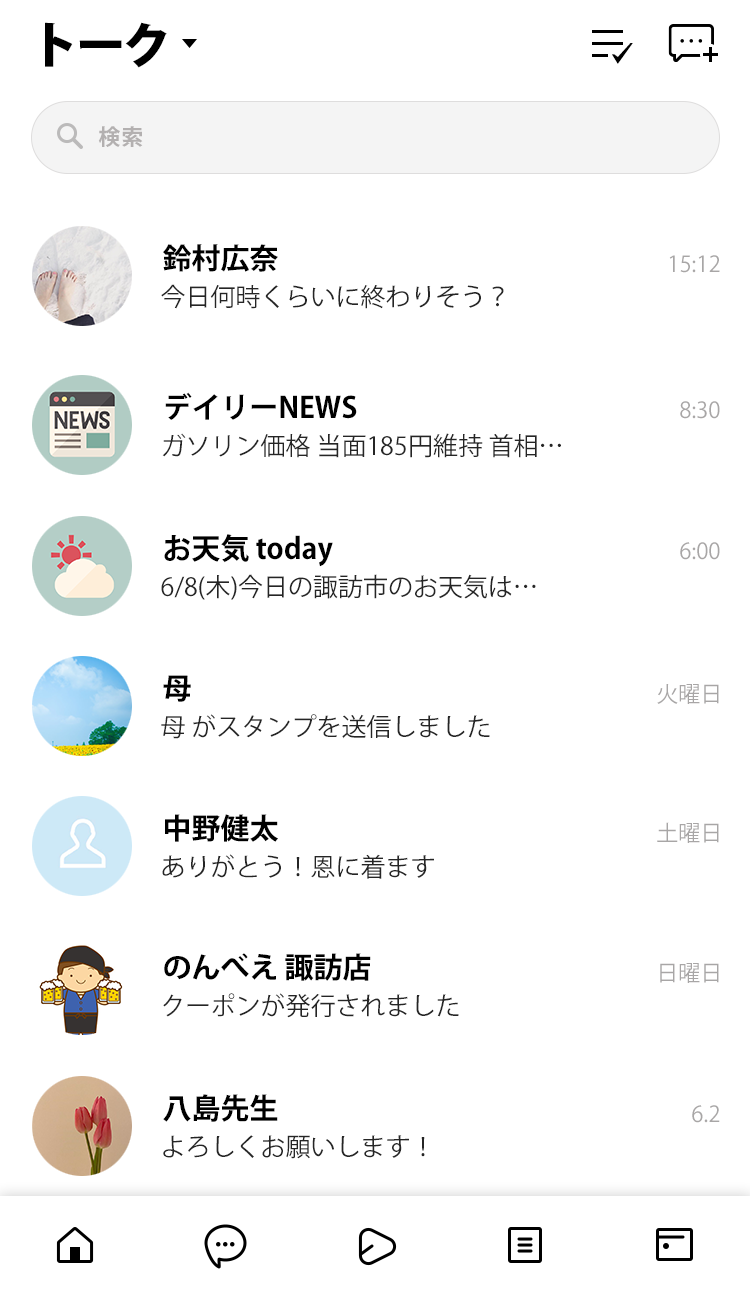 トーク
検索
鈴村広奈
15:12
今日何時くらいに終わりそう？
NEWS
デイリーNEWS
8:30
ガソリン価格 当面185円維持 首相…
お天気 today
6:00
6/8(木)今日の諏訪市のお天気は…
母
火曜日
母 がスタンプを送信しました
中野健太
土曜日
ありがとう！恩に着ます
のんべえ 諏訪店
日曜日
クーポンが発行されました
八島先生
6.2
よろしくお願いします！